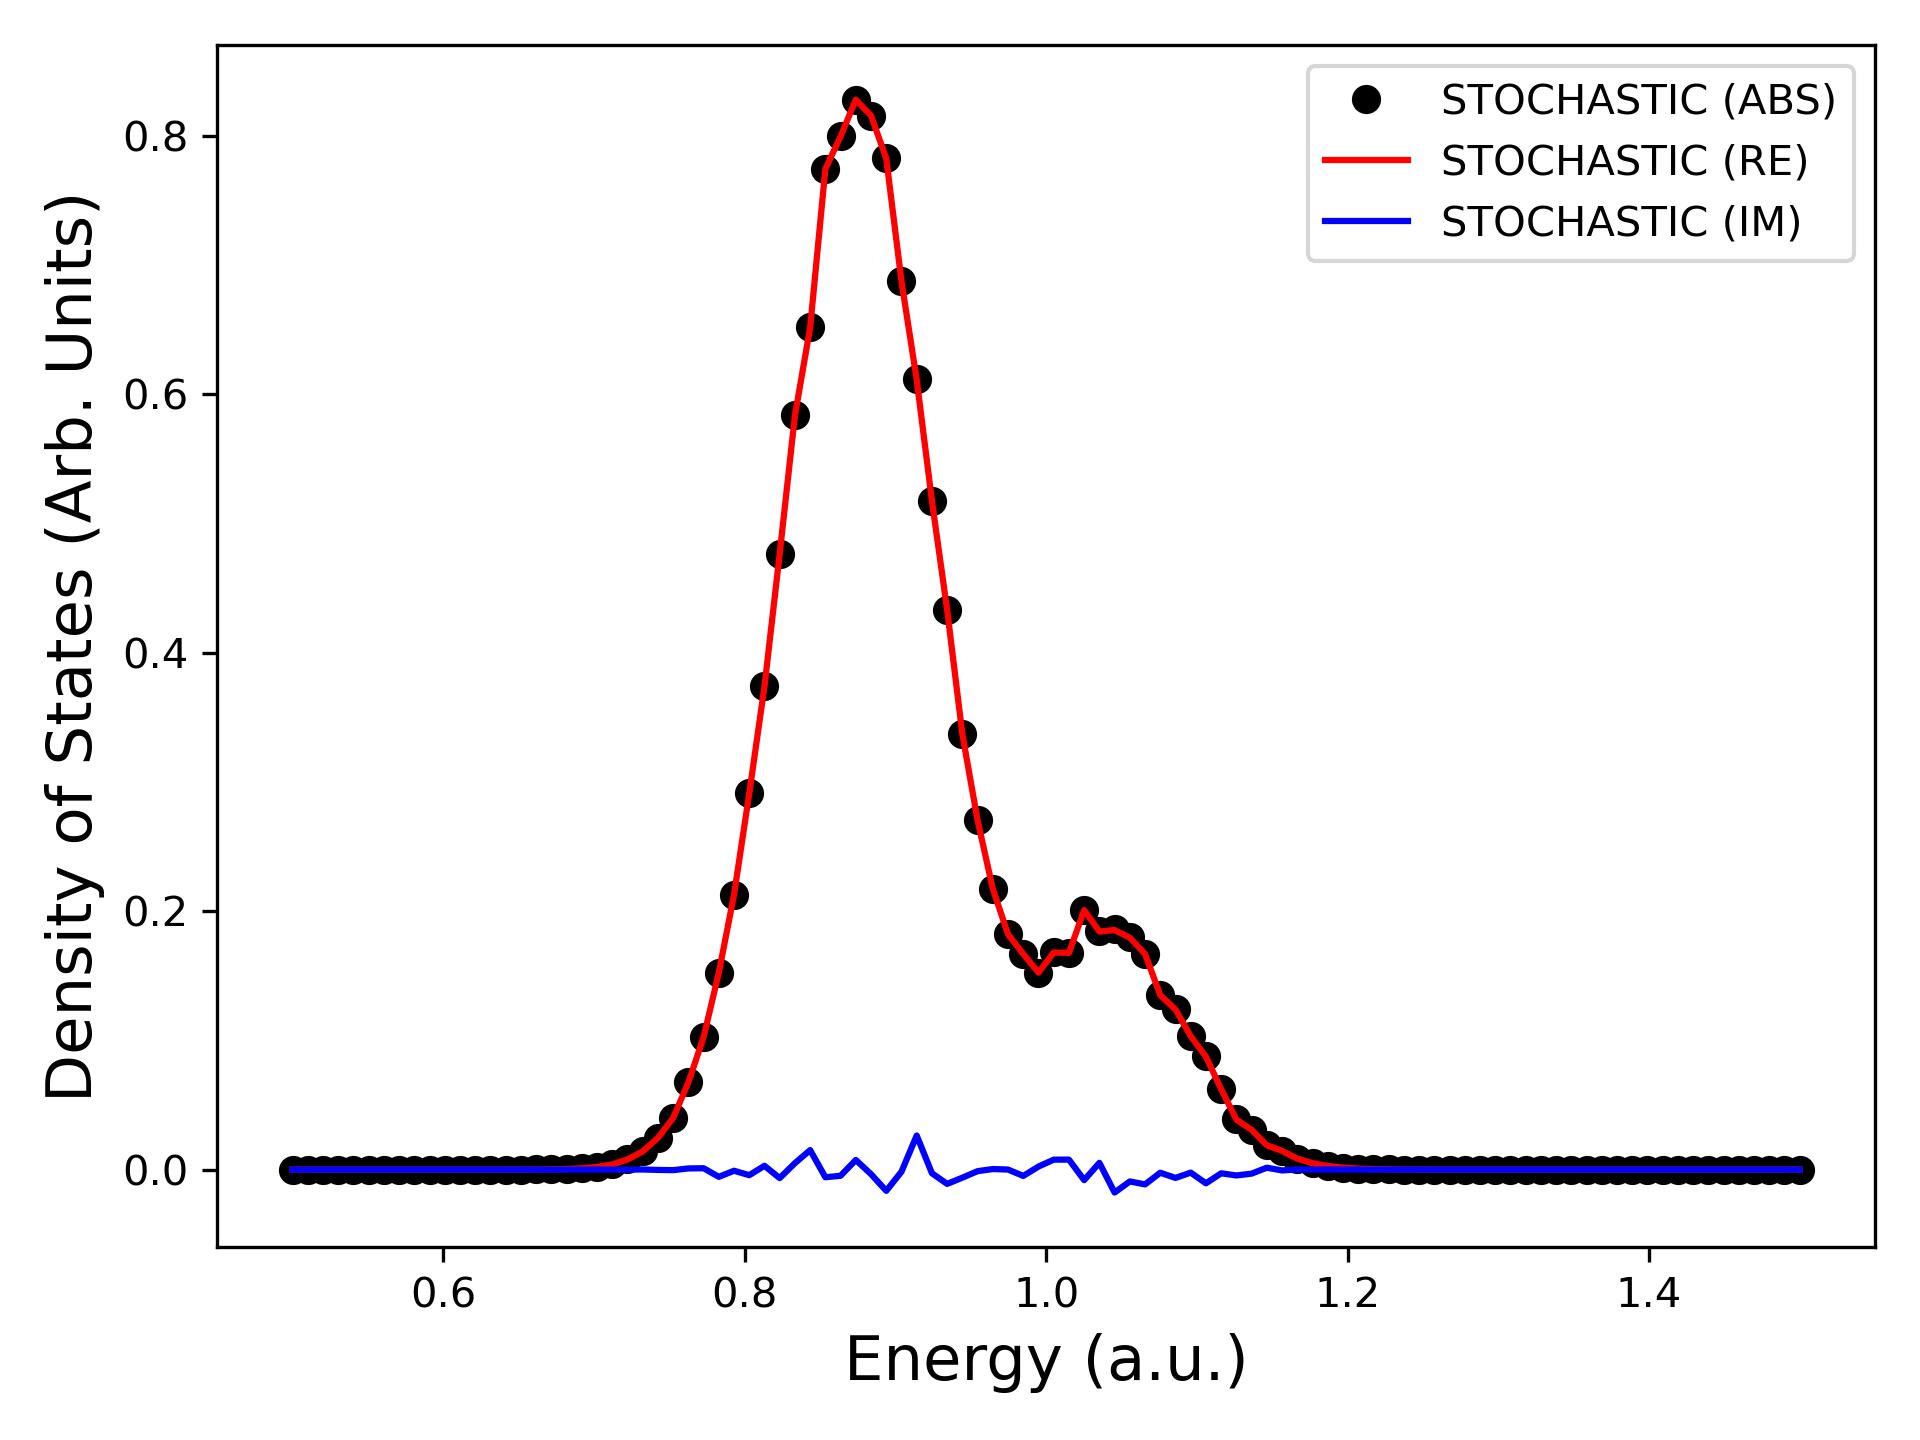 STOCHASTIC (ABS)
STOCHASTIC (RE)
STOCHASTIC (IM)
Density of States (Arb. Units)
0.8
0.6
0.4
0.2
0.0
0.6 0.8 1.0 1.2 1.4
Energy (a.u.)